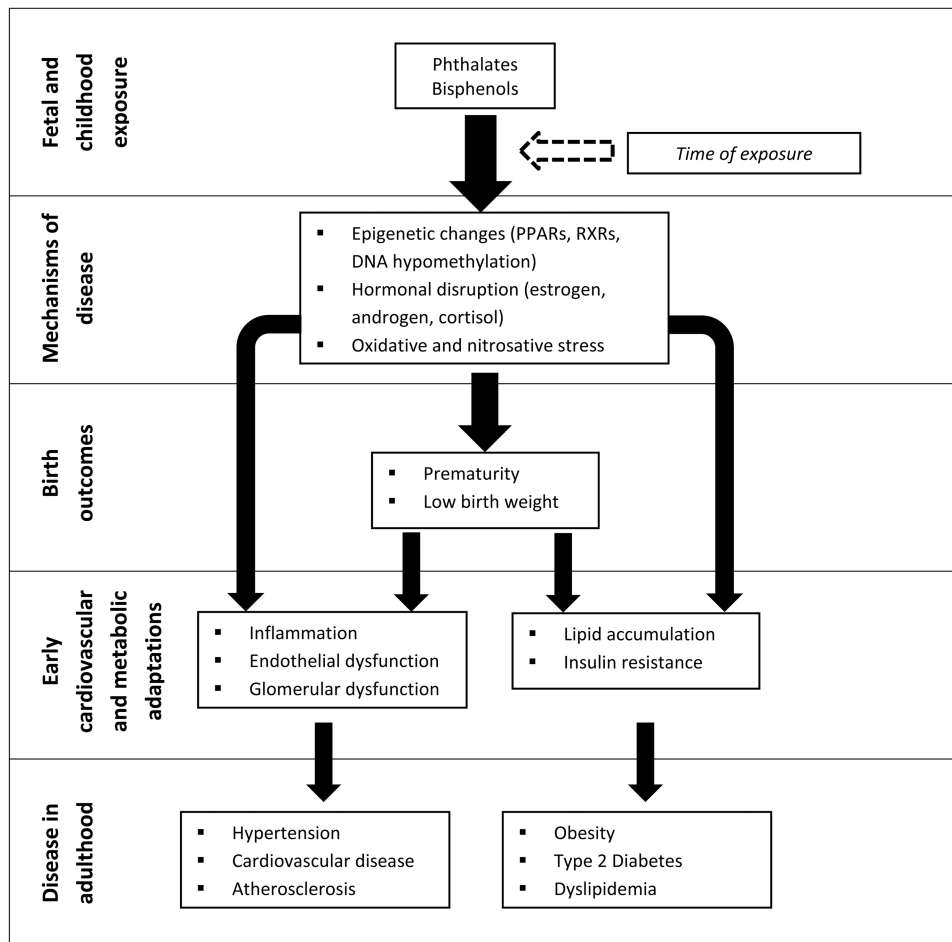 Fetal and
childhood
exposure
Phthalates
Bisphenols
Time of exposure
Mechanisms of
disease
▪ Epigenetic changes (PPARs, RXRs,
DNA hypomethylation)
▪ Hormonal disruption (estrogen,
androgen, cortisol)
▪ Oxidative and nitrosative stress
Birth
outcomes
▪ Prematurity
▪ Low birth weight
Early
cardiovascular
and metabolic
adaptations
▪ Inflammation
▪ Endothelial dysfunction
▪ Glomerular dysfunction
▪ Lipid accumulation
▪ Insulin resistance
Disease in
adulthood
▪ Hypertension
▪ Cardiovascular disease
▪ Atherosclerosis
▪ Obesity
▪ Type 2 Diabetes
▪ Dyslipidemia